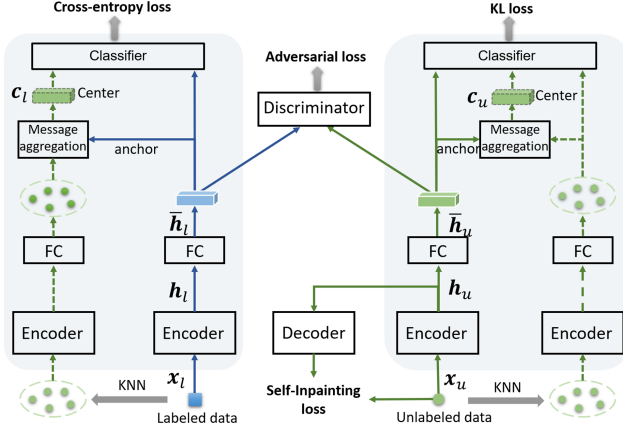 Cross-entropy loss
KL loss
Adversarial loss
Classifier
Classifier
Discriminator
c_l
Center
c_u
Center
Message
aggregation
Message
aggregation
anchor
anchor
h̅_l
h̅_u
FC
FC
FC
FC
h_l
h_u
Encoder
Encoder
Decoder
Encoder
Encoder
x_l
x_u
KNN
Self-Inpainting
loss
KNN
Labeled data
Unlabeled data